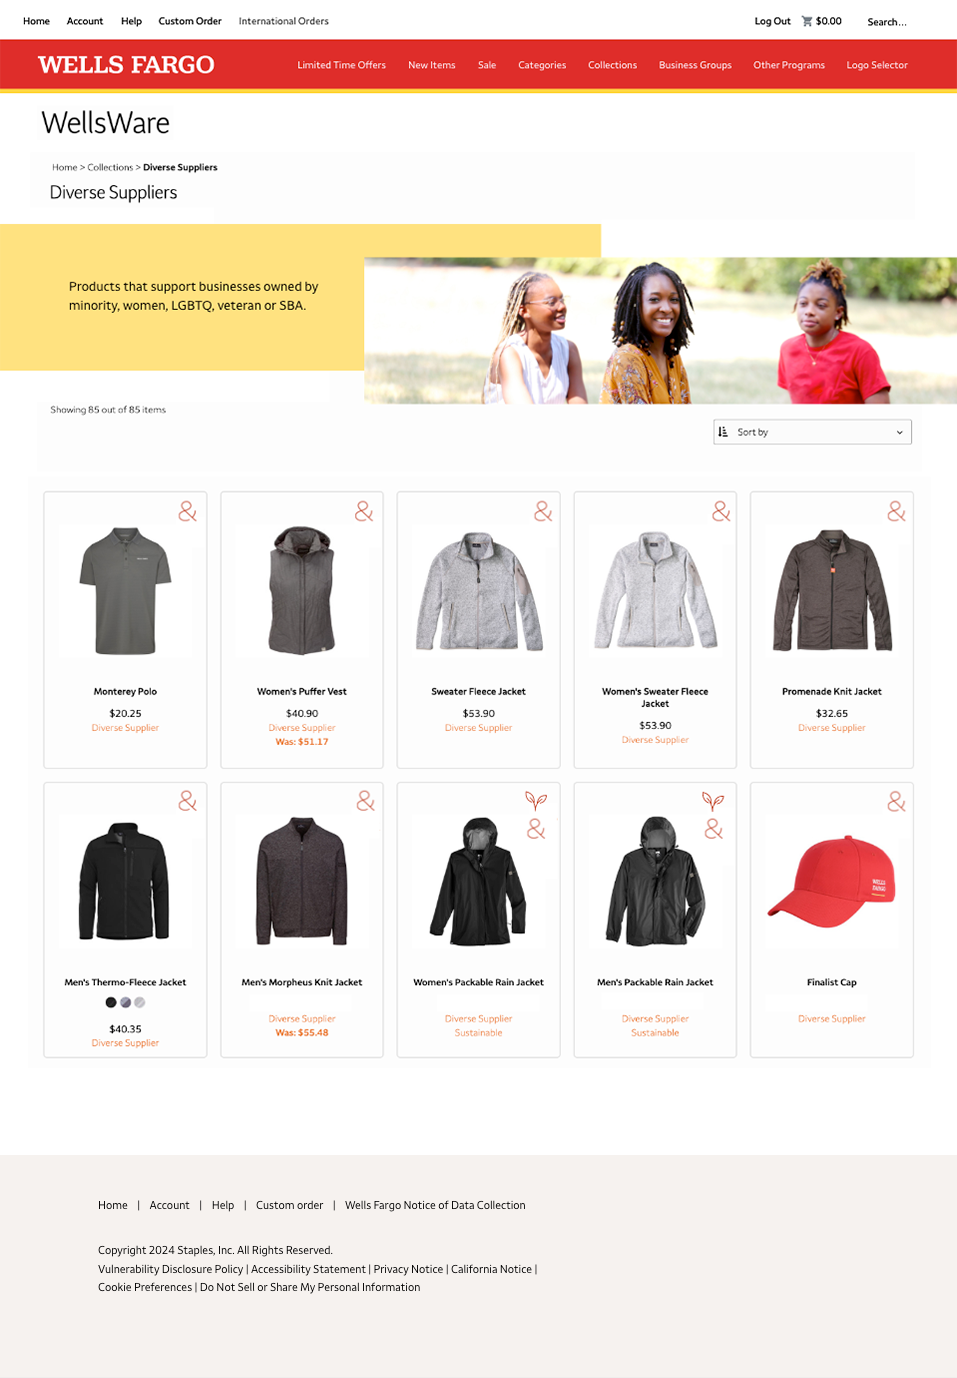 Home Account Help Custom Order International Orders Log Out $0.00 Search...
WELLS FARGO Limited Time Offers New Items Sale Categories Collections Business Groups Other Programs Logo Selector
WellsWare
Home > Collections > Diverse Suppliers
Diverse Suppliers
Products that support businesses owned by
minority, women, LGBTQ, veteran or SBA.
Showing 85 out of 85 items
Sort by
& & & & &
Monterey Polo
$20.25
Diverse Supplier
Women's Puffer Vest
$40.90
Diverse Supplier
Was: $51.17
Sweater Fleece Jacket
$53.90
Diverse Supplier
Women's Sweater Fleece
Jacket
$53.90
Diverse Supplier
Promenade Knit Jacket
$32.65
Diverse Supplier
& & & & &
WELLS
FARGO
Men's Thermo-Fleece Jacket
$40.35
Diverse Supplier
Men's Morpheus Knit Jacket
Diverse Supplier
Was: $55.48
Women's Packable Rain Jacket
Diverse Supplier
Sustainable
Men's Packable Rain Jacket
Diverse Supplier
Sustainable
Finalist Cap
Diverse Supplier
Home | Account | Help | Custom order | Wells Fargo Notice of Data Collection
Copyright 2024 Staples, Inc. All Rights Reserved.
Vulnerability Disclosure Policy | Accessibility Statement | Privacy Notice | California Notice |
Cookie Preferences | Do Not Sell or Share My Personal Information